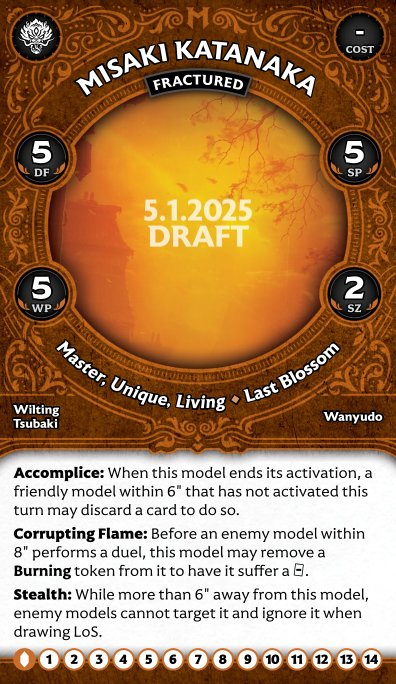 -
COST
MISAKI KATANAKA
FRACTURED
5
DF
5
SP
5.1.2025
DRAFT
5
WP
2
SZ
Master, Unique, Living ♦ Last Blossom
Wilting
Tsubaki
Wanyudo
Accomplice: When this model ends its activation, a
friendly model within 6" that has not activated this
turn may discard a card to do so.
Corrupting Flame: Before an enemy model within
8" performs a duel, this model may remove a
Burning token from it to have it suffer a ⊟.
Stealth: While more than 6" away from this model,
enemy models cannot target it and ignore it when
drawing LoS.
1 2 3 4 5 6 7 8 9 10 11 12 13 14